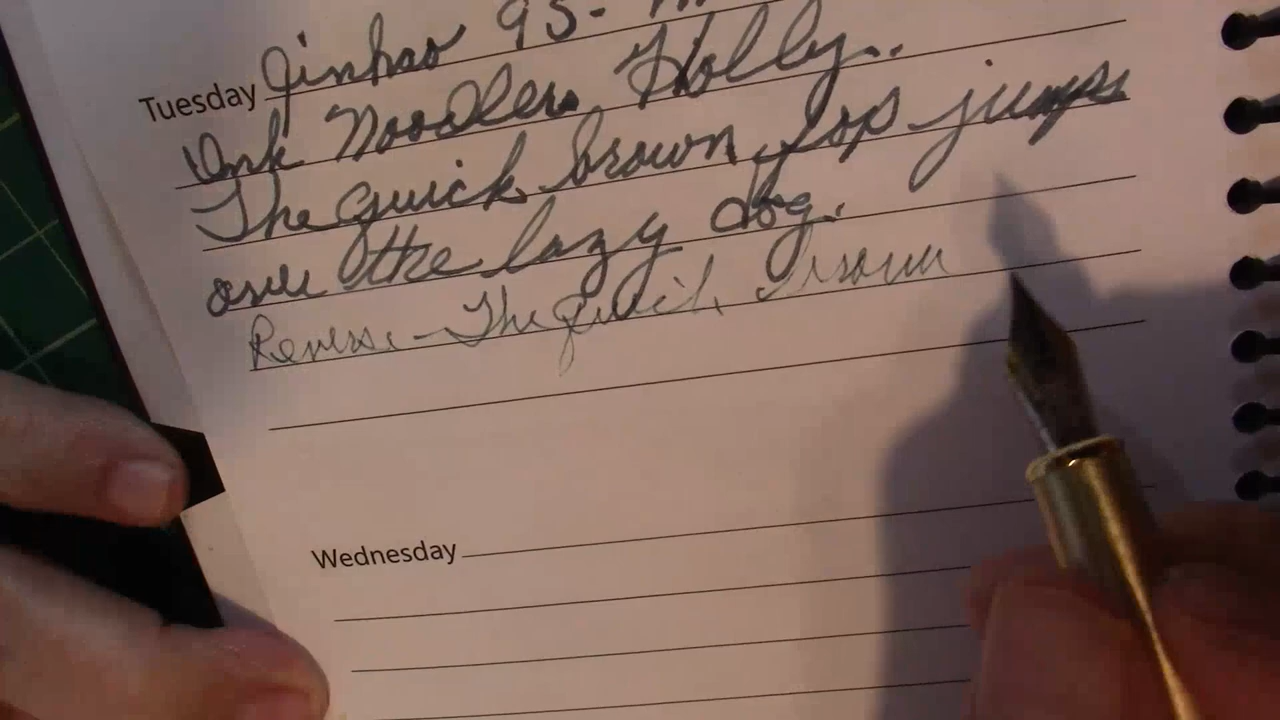 Tuesday Jinhao 95 -
Ink Noodlers Holly..
The quick brown fox jumps
over the lazy dog.
Reverse - The quick brown
Wednesday